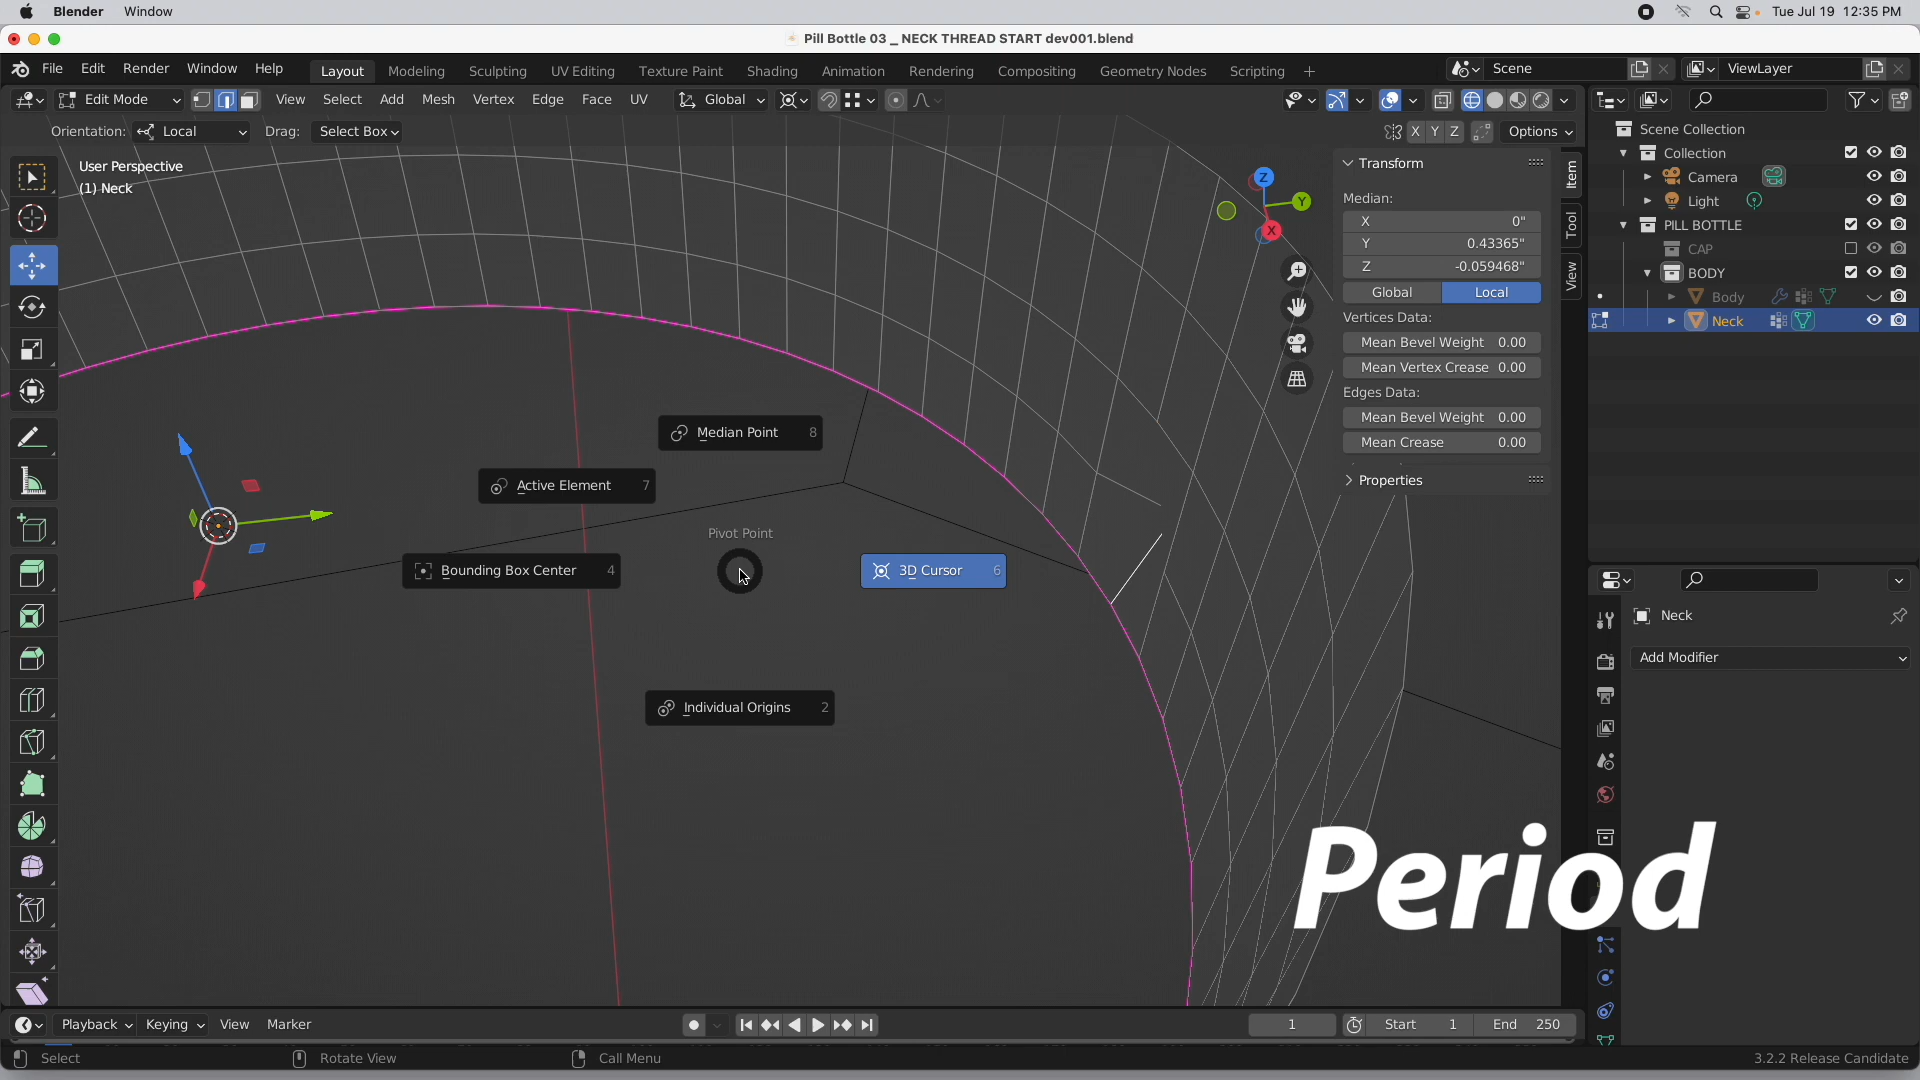 Blender Window Tue Jul 19 12:35 PM
Pill Bottle 03 _ NECK THREAD START dev001.blend
File Edit Render Window Help Layout Modeling Sculpting UV Editing Texture Paint Shading Animation Rendering Compositing Geometry Nodes Scripting + Scene ViewLayer
Edit Mode View Select Add Mesh Vertex Edge Face UV Global
Orientation: Local Drag: Select Box X Y Z Options
User Perspective
(1) Neck
Z
Y
X
Transform
Median:
X 0"
Y 0.43365"
Z -0.059468"
Global Local
Vertices Data:
Mean Bevel Weight 0.00
Mean Vertex Crease 0.00
Edges Data:
Mean Bevel Weight 0.00
Mean Crease 0.00
Properties
Item
Tool
View
Scene Collection
Collection
Camera
Light
PILL BOTTLE
CAP
BODY
Body
Neck
Median Point 8
Active Element 7
Pivot Point
Bounding Box Center 4
3D Cursor 6
Individual Origins 2
Neck
Add Modifier
Period
Playback Keying View Marker 1 Start 1 End 250
Select Rotate View Call Menu 3.2.2 Release Candidate